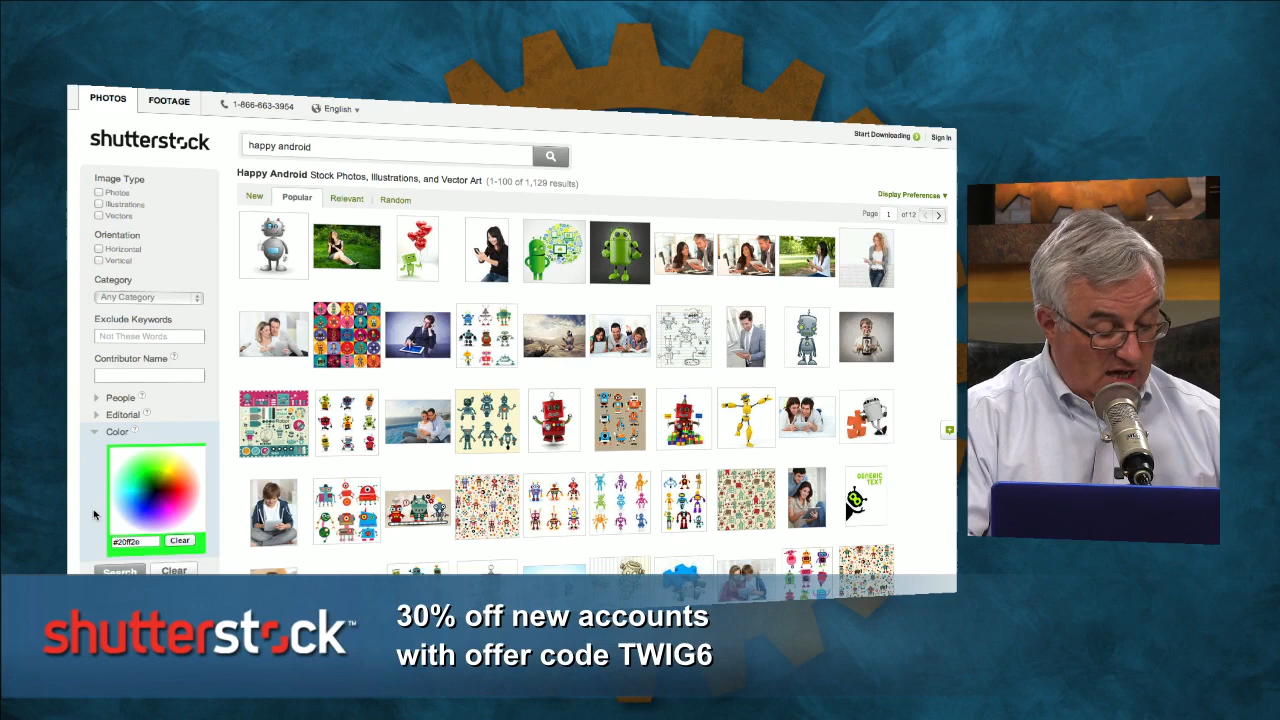 PHOTOS
FOOTAGE
1-866-663-3954
English
Start Downloading
Sign In
shutterstock
happy android
Happy Android Stock Photos, Illustrations, and Vector Art (1-100 of 1,129 results)
Display Preferences
New
Popular
Relevant
Random
Page 1 of 12
Image Type
Photos
Illustrations
Vectors
Orientation
Horizontal
Vertical
Category
Any Category
Exclude Keywords
Not These Words
Contributor Name ?
People ?
Editorial ?
Color ?
#20ff2e
Clear
Search
Clear
GENERIC
TEXT
shutterstock™
30% off new accounts
with offer code TWIG6